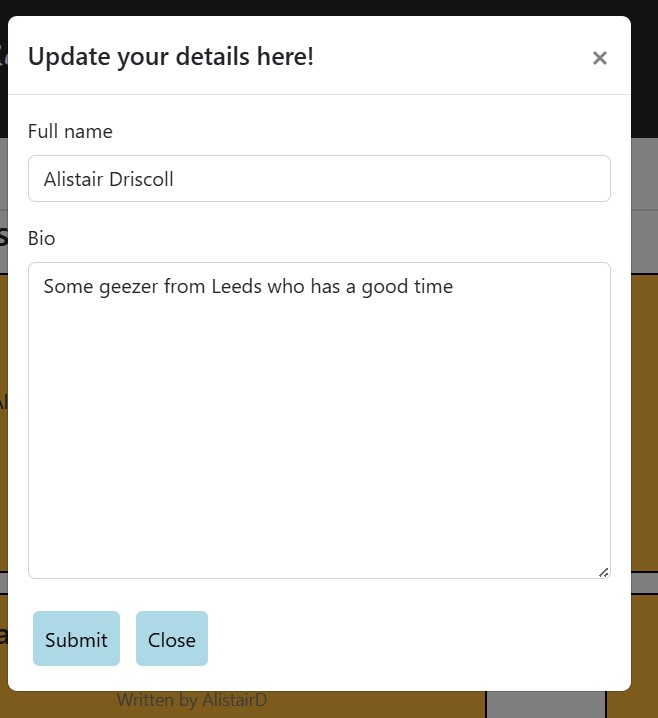 Update your details here!
×
Full name
Alistair Driscoll
Bio
Some geezer from Leeds who has a good time
Submit
Close
Written by AlistairD